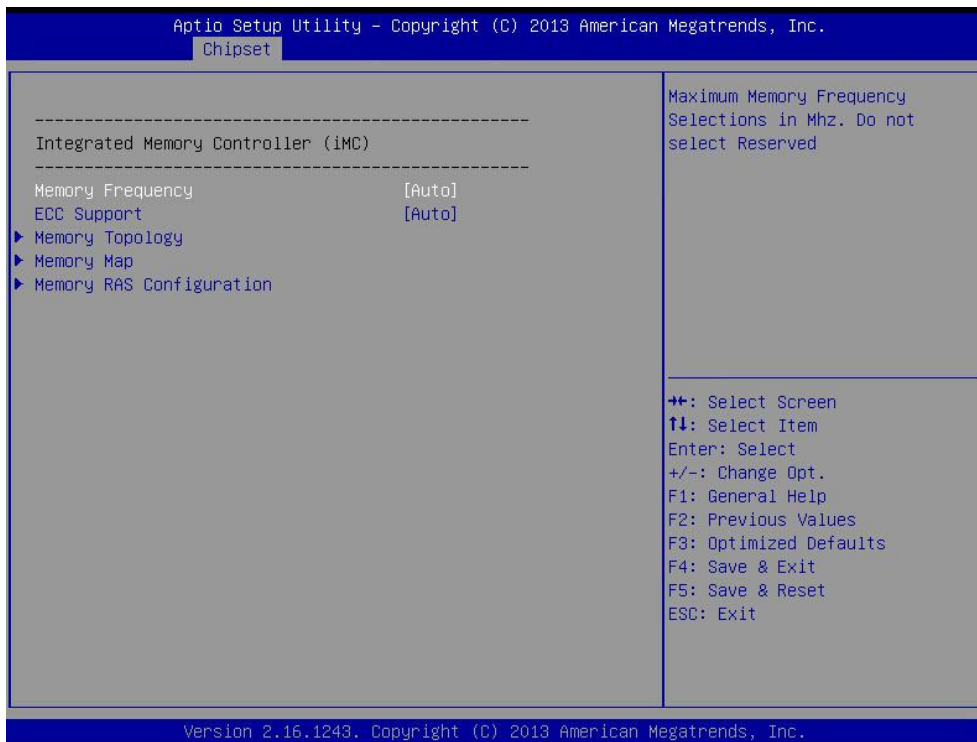 Aptio Setup Utility – Copyright (C) 2013 American Megatrends, Inc.
Chipset
--------------------------------------------------
Integrated Memory Controller (iMC)
--------------------------------------------------
Memory Frequency [Auto]
ECC Support [Auto]
▶ Memory Topology
▶ Memory Map
▶ Memory RAS Configuration
Maximum Memory Frequency
Selections in Mhz. Do not
select Reserved
→←: Select Screen
↑↓: Select Item
Enter: Select
+/-: Change Opt.
F1: General Help
F2: Previous Values
F3: Optimized Defaults
F4: Save & Exit
F5: Save & Reset
ESC: Exit
Version 2.16.1243. Copyright (C) 2013 American Megatrends, Inc.